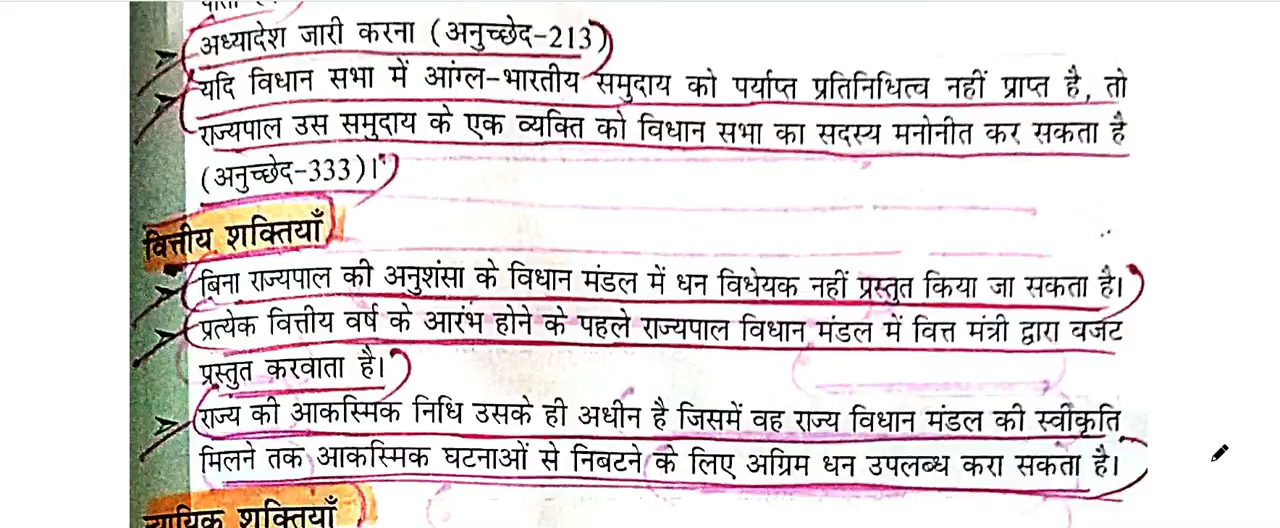 अध्यादेश जारी करना (अनुच्छेद-213)
यदि विधान सभा में आंग्ल-भारतीय समुदाय को पर्याप्त प्रतिनिधित्व नहीं प्राप्त है, तो
राज्यपाल उस समुदाय के एक व्यक्ति को विधान सभा का सदस्य मनोनीत कर सकता है
(अनुच्छेद-333)।
वित्तीय शक्तियाँ
बिना राज्यपाल की अनुशंसा के विधान मंडल में धन विधेयक नहीं प्रस्तुत किया जा सकता है।
प्रत्येक वित्तीय वर्ष के आरंभ होने के पहले राज्यपाल विधान मंडल में वित्त मंत्री द्वारा बजट
प्रस्तुत करवाता है।
राज्य की आकस्मिक निधि उसके ही अधीन है जिसमें वह राज्य विधान मंडल की स्वीकृति
मिलने तक आकस्मिक घटनाओं से निबटने के लिए अग्रिम धन उपलब्ध करा सकता है।
न्यायिक शक्तियाँ